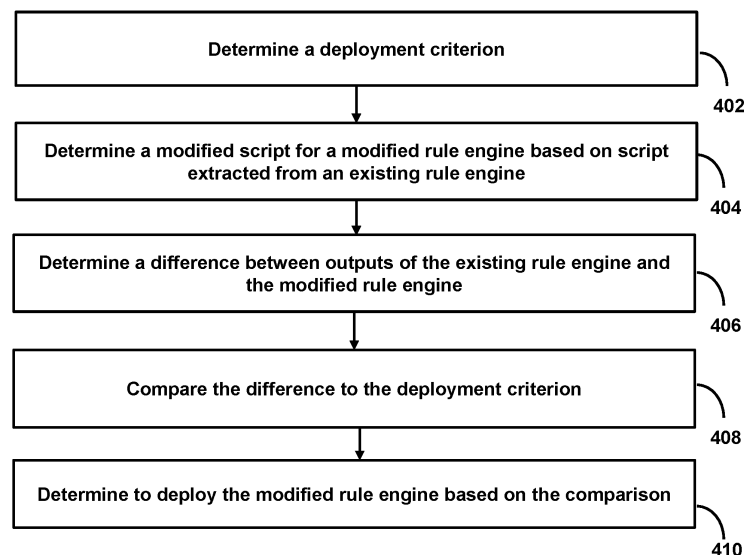 Determine a deployment criterion
402
Determine a modified script for a modified rule engine based on script
extracted from an existing rule engine
404
Determine a difference between outputs of the existing rule engine and
the modified rule engine
406
Compare the difference to the deployment criterion
408
Determine to deploy the modified rule engine based on the comparison
410